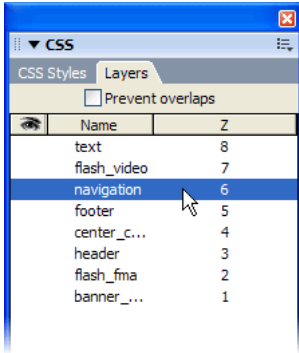 CSS
CSS Styles Layers
Prevent overlaps
Name Z
text 8
flash_video 7
navigation 6
footer 5
center_c... 4
header 3
flash_fma 2
banner_... 1